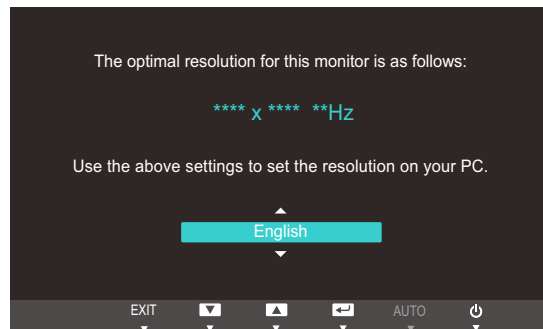 The optimal resolution for this monitor is as follows:
**** x **** **Hz
Use the above settings to set the resolution on your PC.
English
EXIT AUTO